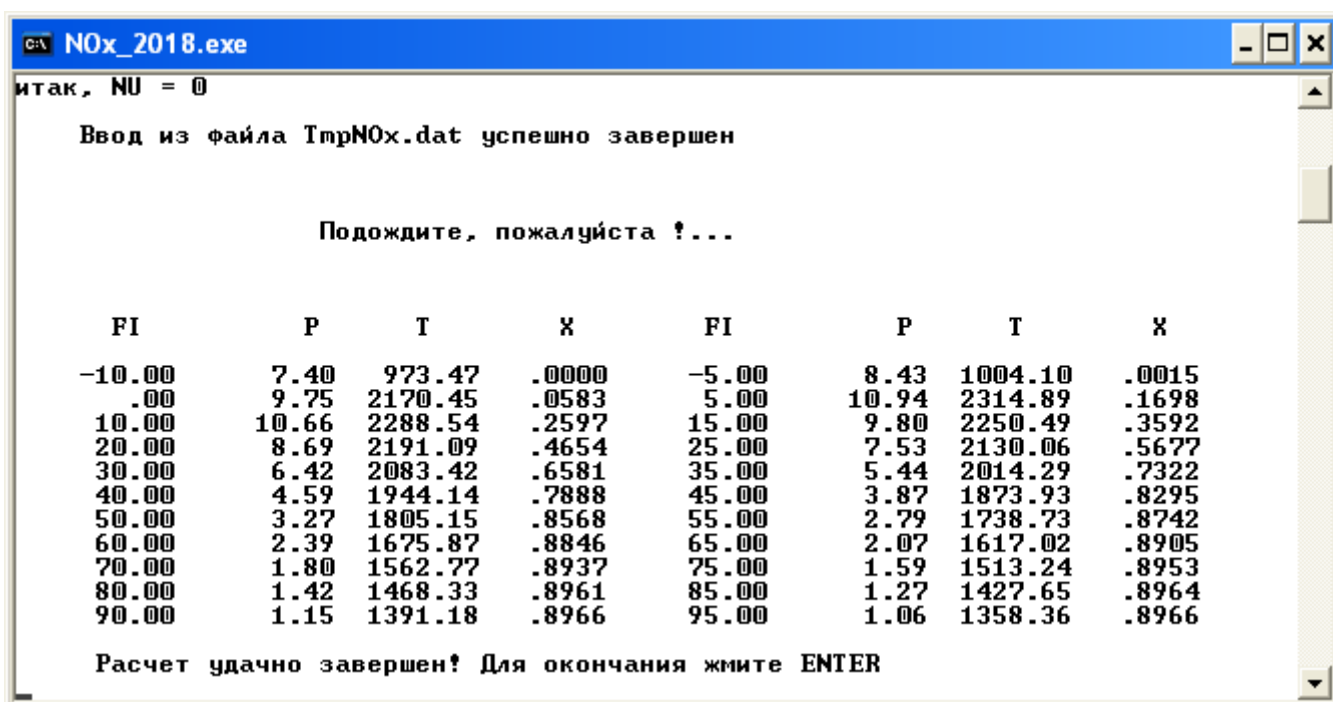 NOx_2018.exe
итак, NU = 0
Ввод из файла TmpNOx.dat успешно завершен
Подождите, пожалуйста !...
FI P T X FI P T X
-10.00 7.40 973.47 .0000 -5.00 8.43 1004.10 .0015
.00 9.75 2170.45 .0583 5.00 10.94 2314.89 .1698
10.00 10.66 2288.54 .2597 15.00 9.80 2250.49 .3592
20.00 8.69 2191.09 .4654 25.00 7.53 2130.06 .5677
30.00 6.42 2083.42 .6581 35.00 5.44 2014.29 .7322
40.00 4.59 1944.14 .7888 45.00 3.87 1873.93 .8295
50.00 3.27 1805.15 .8568 55.00 2.79 1738.73 .8742
60.00 2.39 1675.87 .8846 65.00 2.07 1617.02 .8905
70.00 1.80 1562.77 .8937 75.00 1.59 1513.24 .8953
80.00 1.42 1468.33 .8961 85.00 1.27 1427.65 .8964
90.00 1.15 1391.18 .8966 95.00 1.06 1358.36 .8966
Расчет удачно завершен! Для окончания жмите ENTER